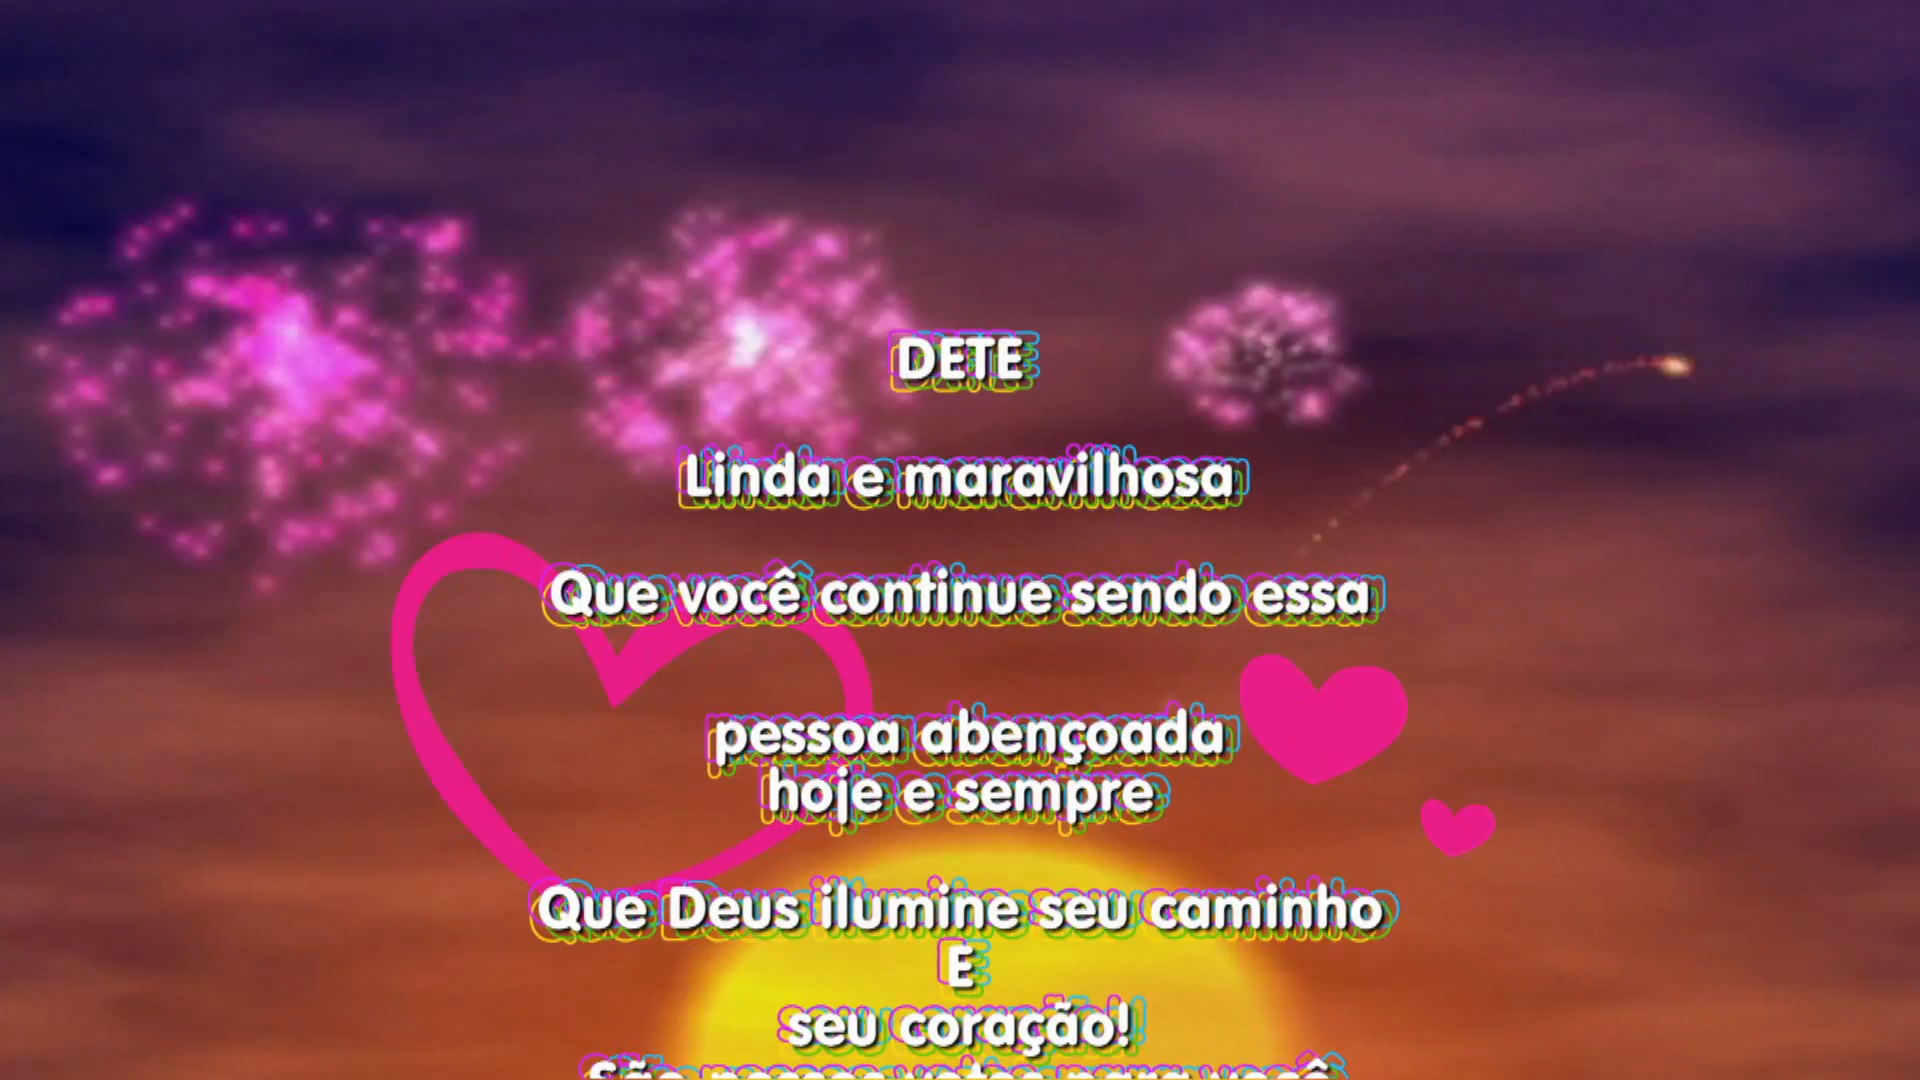 DETE
Linda e maravilhosa
Que você continue sendo essa
pessoa abençoada
hoje e sempre
Que Deus ilumine seu caminho
E
seu coração!